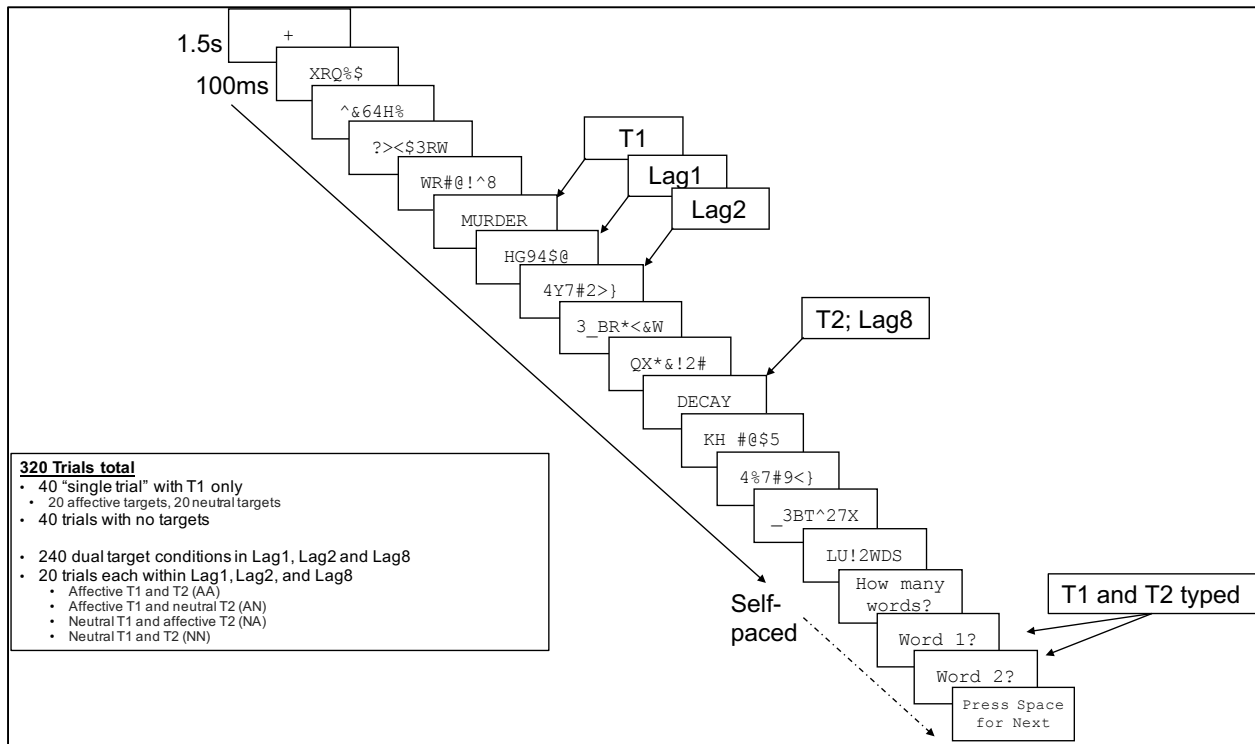 +
1.5s
XRQ%$
100ms
^&64H%
?><$3RW
WR#@!^8
MURDER
HG94$@
4Y7#2>}
3_BR*<&W
QX*&!2#
DECAY
KH #@$5
4%7#9<}
_3BT^27X
LU!2WDS
How many
words?
Word 1?
Word 2?
Press Space
for Next
T1
Lag1
Lag2
T2; Lag8
T1 and T2 typed
Self-
paced
320 Trials total
• 40 “single trial” with T1 only
• 20 affective targets, 20 neutral targets
• 40 trials with no targets
• 240 dual target conditions in Lag1, Lag2 and Lag8
• 20 trials each within Lag1, Lag2, and Lag8
• Affective T1 and T2 (AA)
• Affective T1 and neutral T2 (AN)
• Neutral T1 and affective T2 (NA)
• Neutral T1 and T2 (NN)